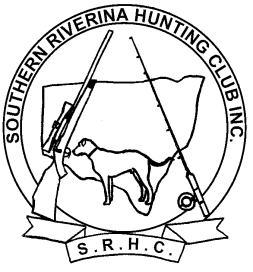 SOUTHERN RIVERINA HUNTING CLUB INC.
S. R. H. C.